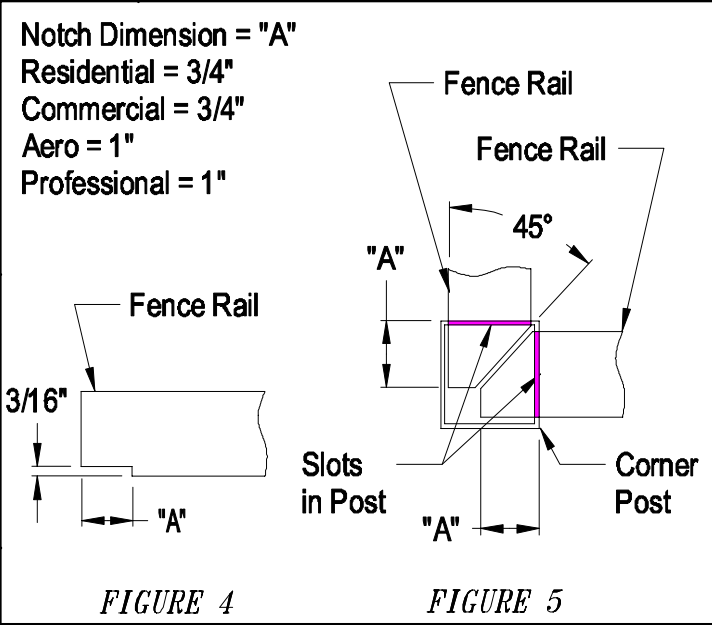 Notch Dimension = "A"
Residential = 3/4"
Commercial = 3/4"
Aero = 1"
Professional = 1"
Fence Rail
3/16"
"A"
FIGURE 4
Fence Rail
Fence Rail
45°
"A"
Slots
in Post
"A"
Corner
Post
FIGURE 5